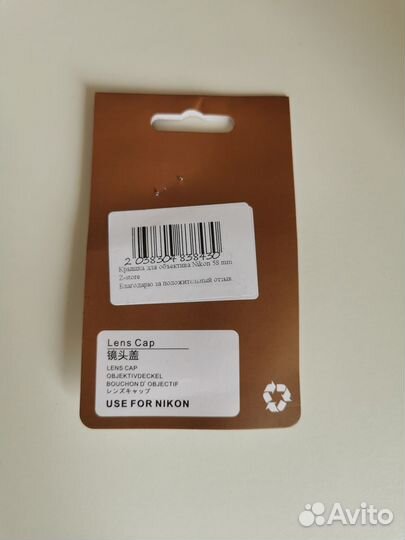 2 038304 838430
Крышка для объектива Nikon 58 mm
Z-store
Благодарю за положительный отзыв
Lens Cap
镜头盖
LENS CAP
OBJEKTIVDECKEL
BOUCHON D' OBJECTIF
レンズキャップ
USE FOR NIKON
Avito